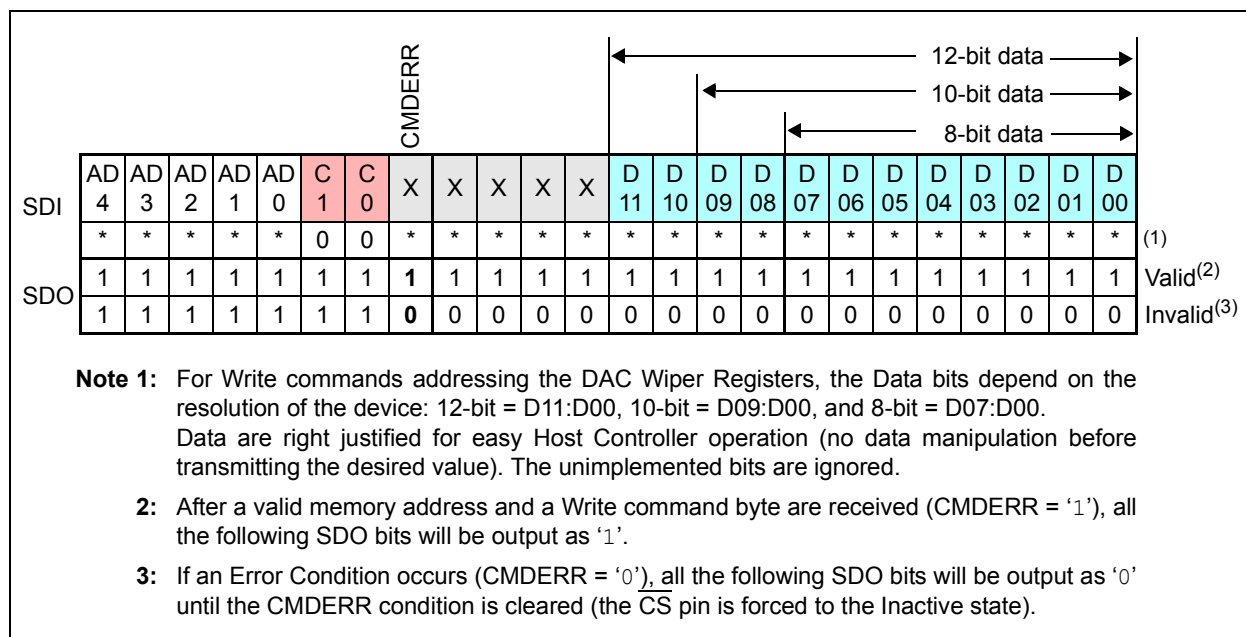 CMDERR
12-bit data
10-bit data
8-bit data
SDI AD4 AD3 AD2 AD1 AD0 C1 C0 X X X X X D11 D10 D09 D08 D07 D06 D05 D04 D03 D02 D01 D00
* * * * * 0 0 * * * * * * * * * * * * * * * * * (1)
SDO 1 1 1 1 1 1 1 1 1 1 1 1 1 1 1 1 1 1 1 1 1 1 1 1 Valid(2)
1 1 1 1 1 1 1 0 0 0 0 0 0 0 0 0 0 0 0 0 0 0 0 0 Invalid(3)
Note 1: For Write commands addressing the DAC Wiper Registers, the Data bits depend on the
resolution of the device: 12-bit = D11:D00, 10-bit = D09:D00, and 8-bit = D07:D00.
Data are right justified for easy Host Controller operation (no data manipulation before
transmitting the desired value). The unimplemented bits are ignored.
2: After a valid memory address and a Write command byte are received (CMDERR = ‘1’), all
the following SDO bits will be output as ‘1’.
3: If an Error Condition occurs (CMDERR = ‘0’), all the following SDO bits will be output as ‘0’
until the CMDERR condition is cleared (the CS pin is forced to the Inactive state).